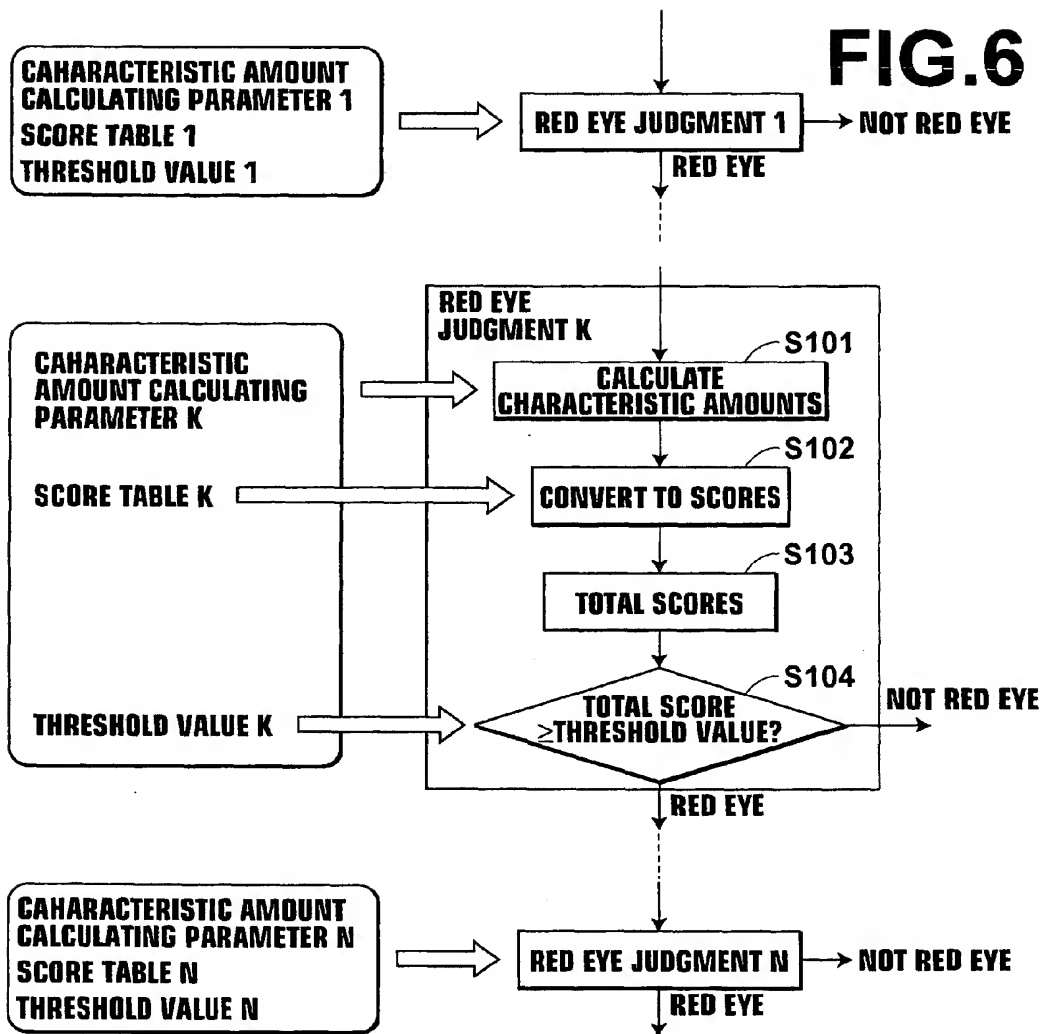 FIG.6
CAHARACTERISTIC AMOUNT
CALCULATING PARAMETER 1
SCORE TABLE 1
THRESHOLD VALUE 1
RED EYE JUDGMENT 1
NOT RED EYE
RED EYE
RED EYE
JUDGMENT K
CAHARACTERISTIC
AMOUNT CALCULATING
PARAMETER K
S101
CALCULATE
CHARACTERISTIC AMOUNTS
S102
SCORE TABLE K
CONVERT TO SCORES
S103
TOTAL SCORES
S104
THRESHOLD VALUE K
TOTAL SCORE
≥THRESHOLD VALUE?
NOT RED EYE
RED EYE
CAHARACTERISTIC AMOUNT
CALCULATING PARAMETER N
SCORE TABLE N
THRESHOLD VALUE N
RED EYE JUDGMENT N
NOT RED EYE
RED EYE